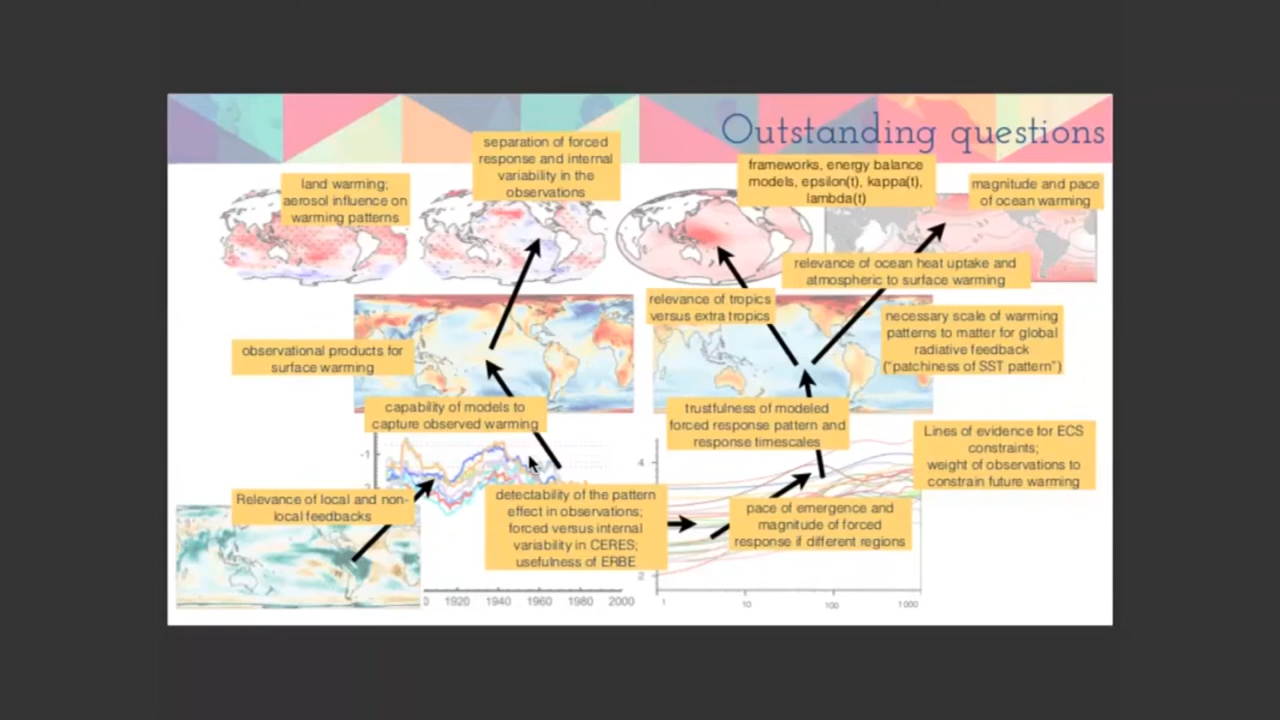 Outstanding questions
separation of forced
response and internal
variability in the
observations
frameworks, energy balance
models, epsilon(t), kappa(t),
lambda(t)
land warming;
aerosol influence on
warming patterns
magnitude and pace
of ocean warming
relevance of ocean heat uptake and
atmospheric to surface warming
relevance of tropics
versus extra tropics
necessary scale of warming
patterns to matter for global
radiative feedback
("patchiness of SST pattern")
observational products for
surface warming
capability of models to
capture observed warming
trustfulness of modeled
forced response pattern and
response timescales
Lines of evidence for ECS
constraints;
weight of observations to
constrain future warming
-1
4
Relevance of local and non-
local feedbacks
detectability of the pattern
effect in observations;
forced versus internal
variability in CERES;
usefulness of ERBE
pace of emergence and
magnitude of forced
response if different regions
2
0 1920 1940 1960 1980 2000
1 10 100 1000